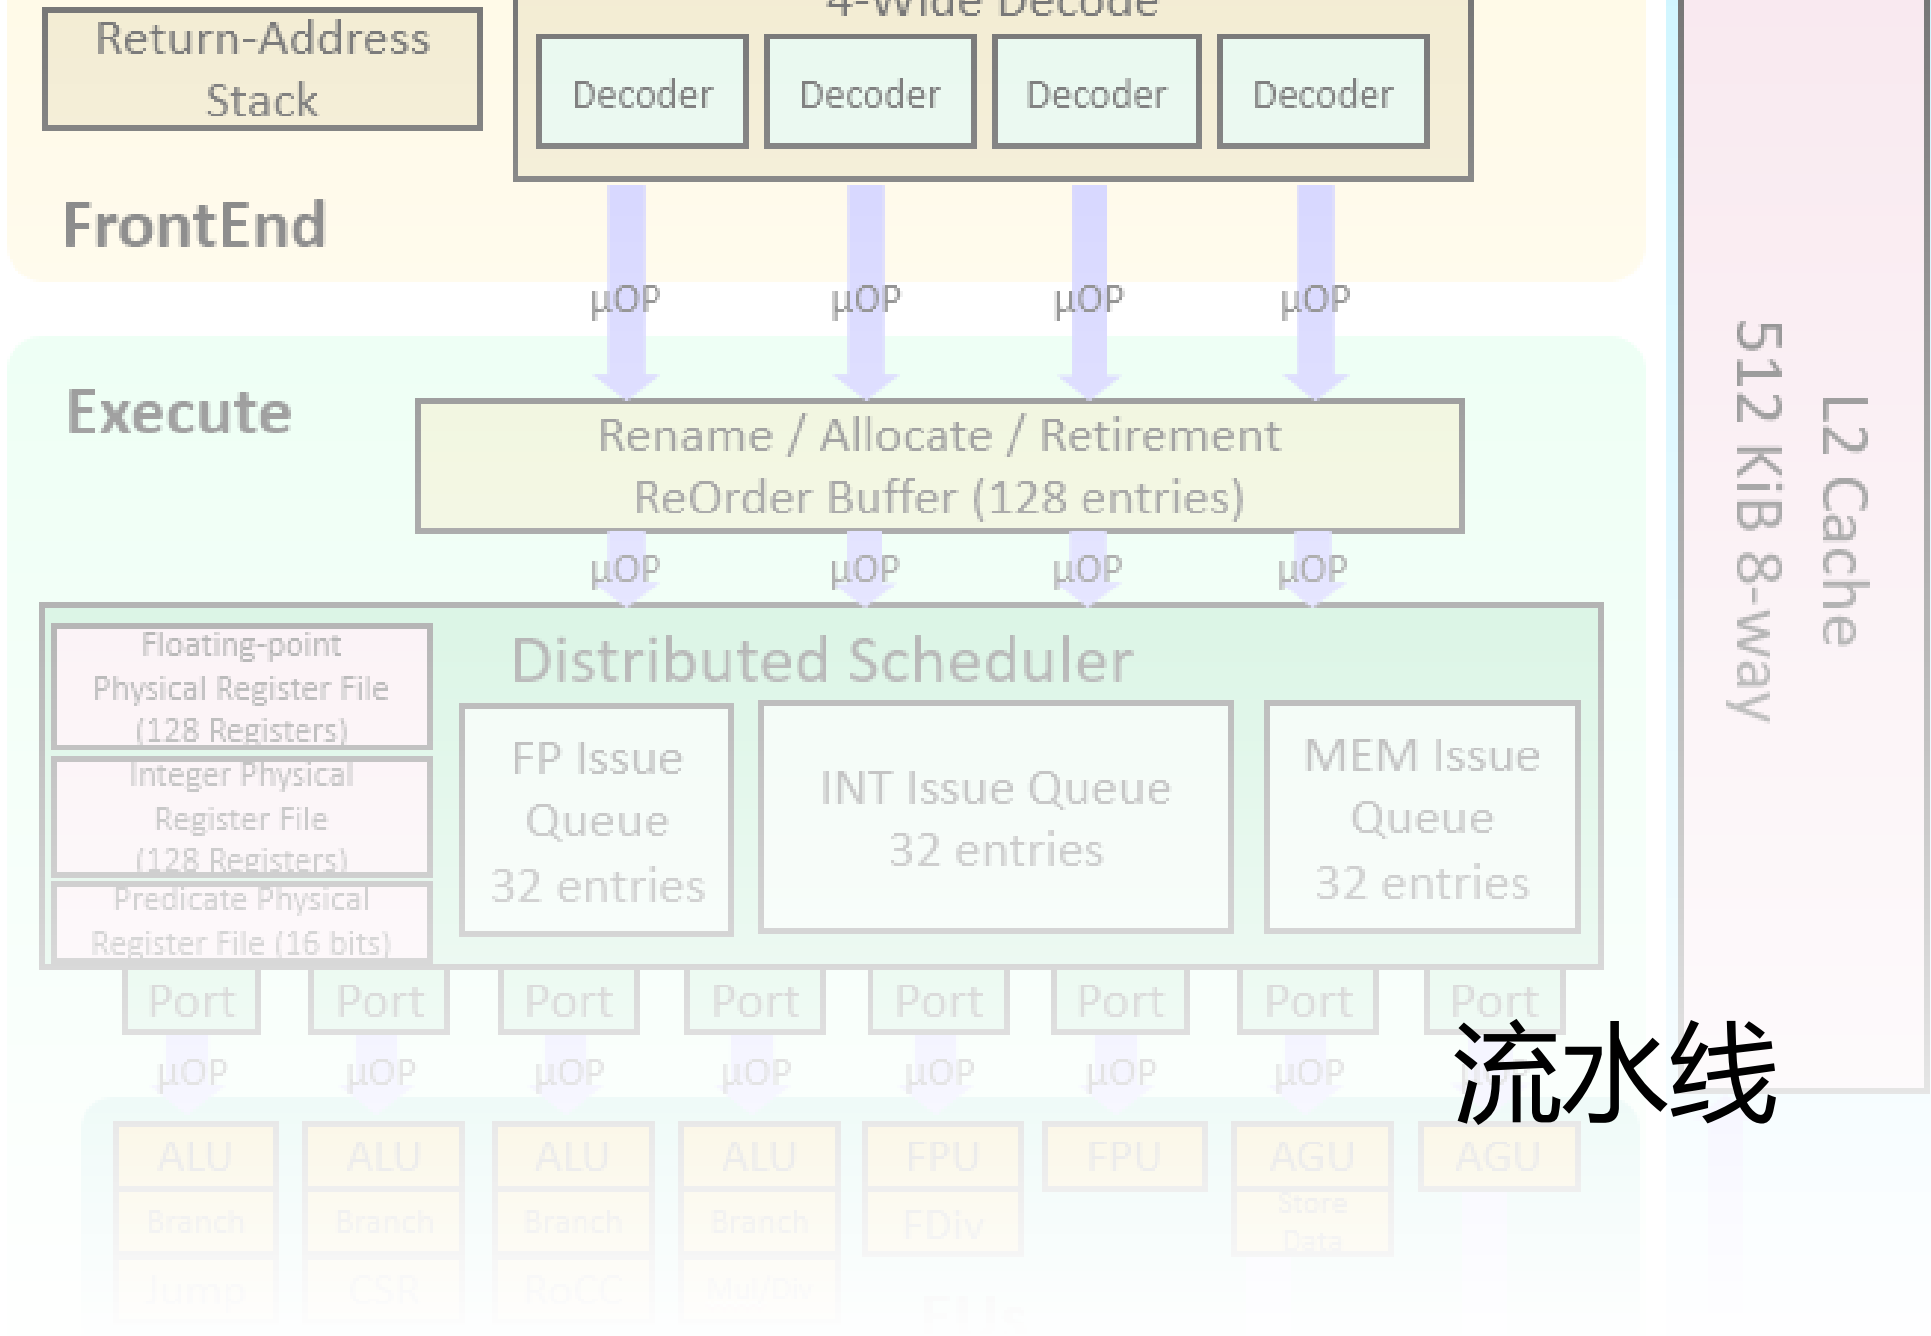 4-Wide Decode
Return-Address
Stack
Decoder
Decoder
Decoder
Decoder
FrontEnd
µOP
µOP
µOP
µOP
Execute
Rename / Allocate / Retirement
ReOrder Buffer (128 entries)
µOP
µOP
µOP
µOP
L2 Cache
512 KiB 8-way
Distributed Scheduler
Floating-point
Physical Register File
(128 Registers)
Integer Physical
Register File
(128 Registers)
Predicate Physical
Register File (16 bits)
FP Issue
Queue
32 entries
INT Issue Queue
32 entries
MEM Issue
Queue
32 entries
Port
Port
Port
Port
Port
Port
Port
Port
µOP
µOP
µOP
µOP
µOP
µOP
µOP
流水线
ALU
ALU
ALU
ALU
FPU
FPU
AGU
AGU
Branch
Branch
Branch
Branch
FDiv
Store
Data
Jump
CSR
RoCC
Mul/Div
EUs